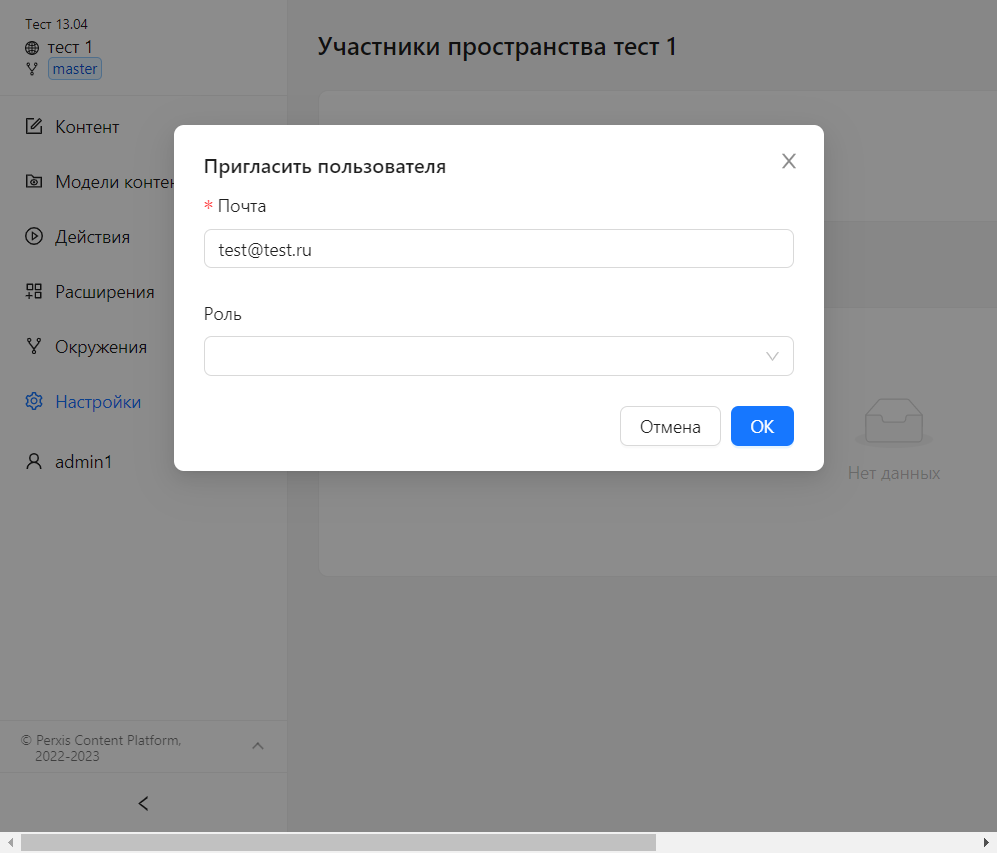 Тест 13.04
тест 1
master
Участники пространства тест 1
Контент
Модели контен
Действия
Расширения
Окружения
Настройки
admin1
Пригласить пользователя
* Почта
test@test.ru
Роль
Отмена
OK
Нет данных
© Perxis Content Platform,
2022-2023